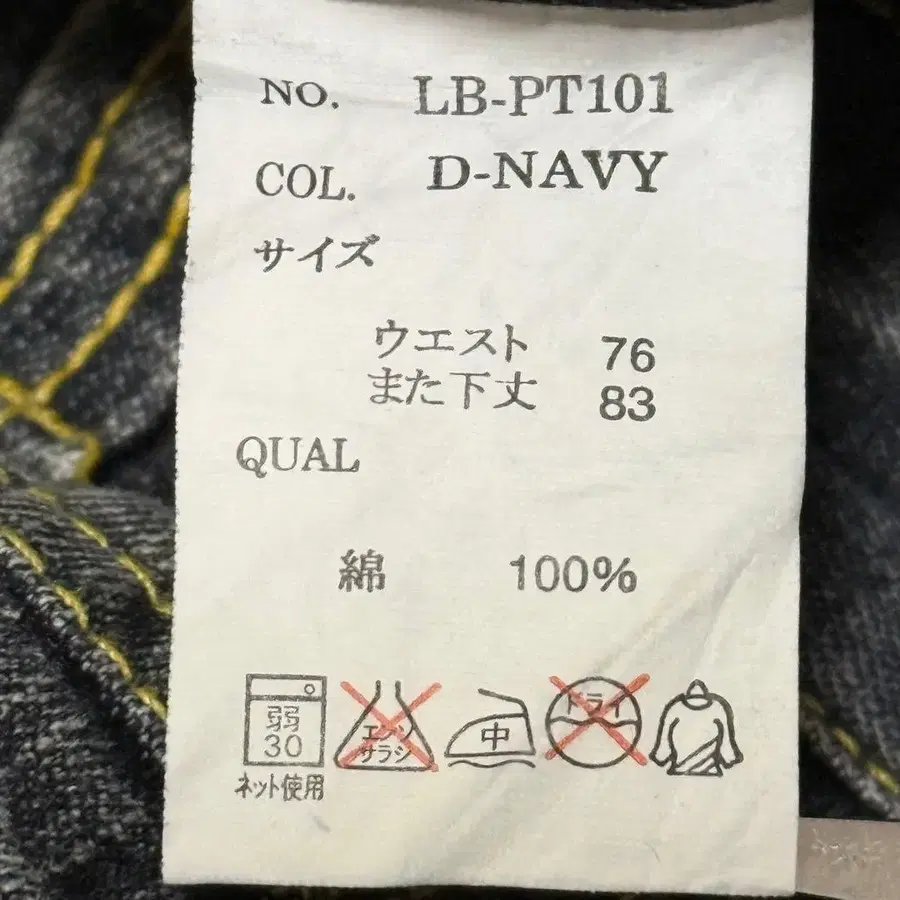 NO. LB-PT101
COL. D-NAVY
サイズ
ウエスト 76
また下丈 83
QUAL
綿 100%
弱
30
ネット使用
エンソ
サラシ
中
ドライ